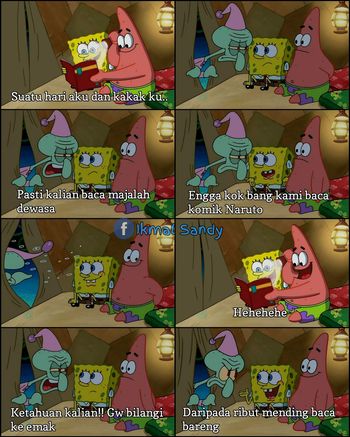 Suatu hari aku dan kakak ku..
Pasti kalian baca majalah
dewasa
Engga kok bang kami baca
komik Naruto
f Ikmal Sandy
Hehehehe
Ketahuan kalian!! Gw bilangi
ke emak
Daripada ribut mending baca
bareng